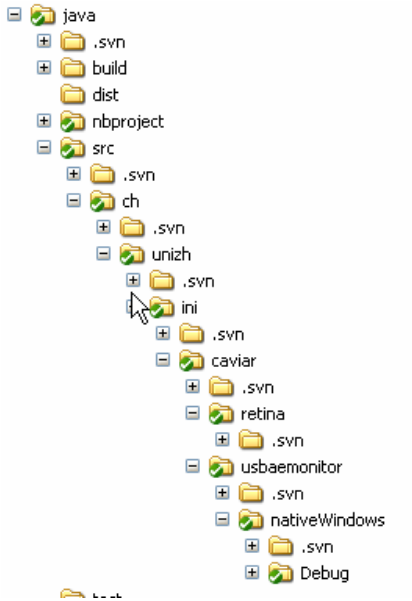 java
.svn
build
dist
nbproject
src
.svn
ch
.svn
unizh
.svn
ini
.svn
caviar
.svn
retina
.svn
usbaemonitor
.svn
nativeWindows
.svn
Debug